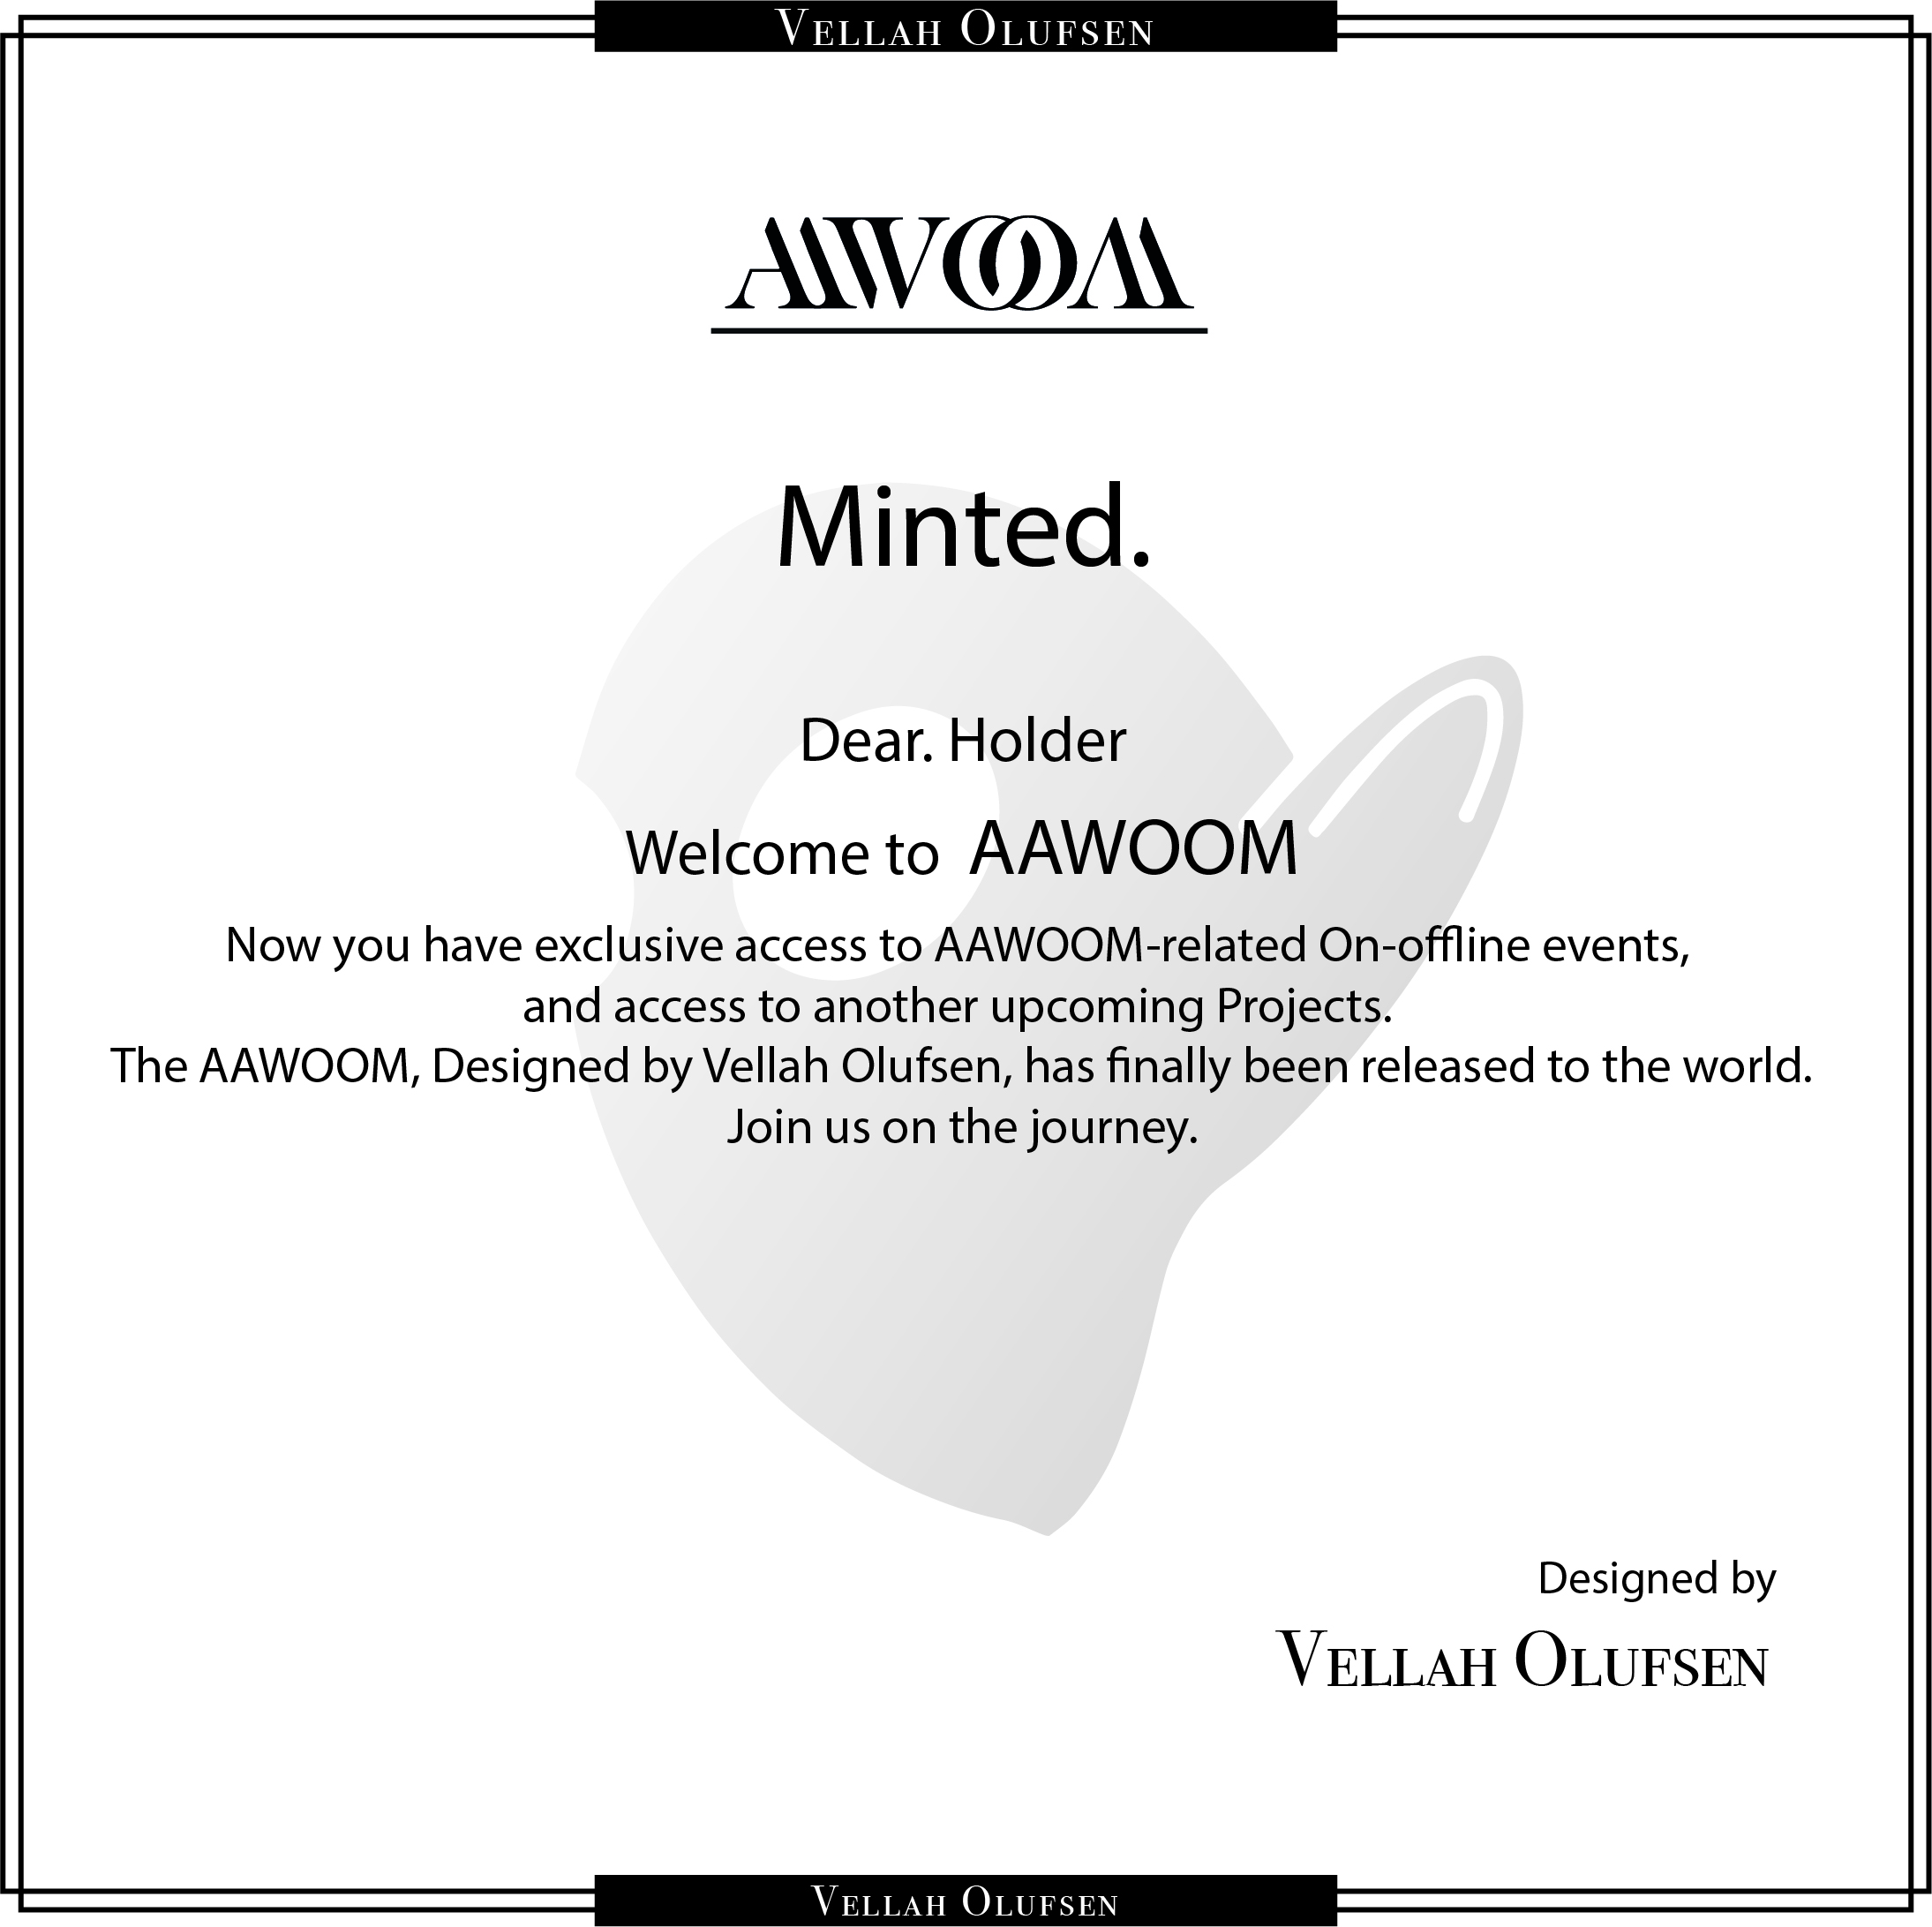 VELLAH OLUFSEN
AAWOOM
Minted.
Dear. Holder
Welcome to AAWOOM
Now you have exclusive access to AAWOOM-related On-offline events,
and access to another upcoming Projects.
The AAWOOM, Designed by Vellah Olufsen, has finally been released to the world.
Join us on the journey.
Designed by
VELLAH OLUFSEN
VELLAH OLUFSEN